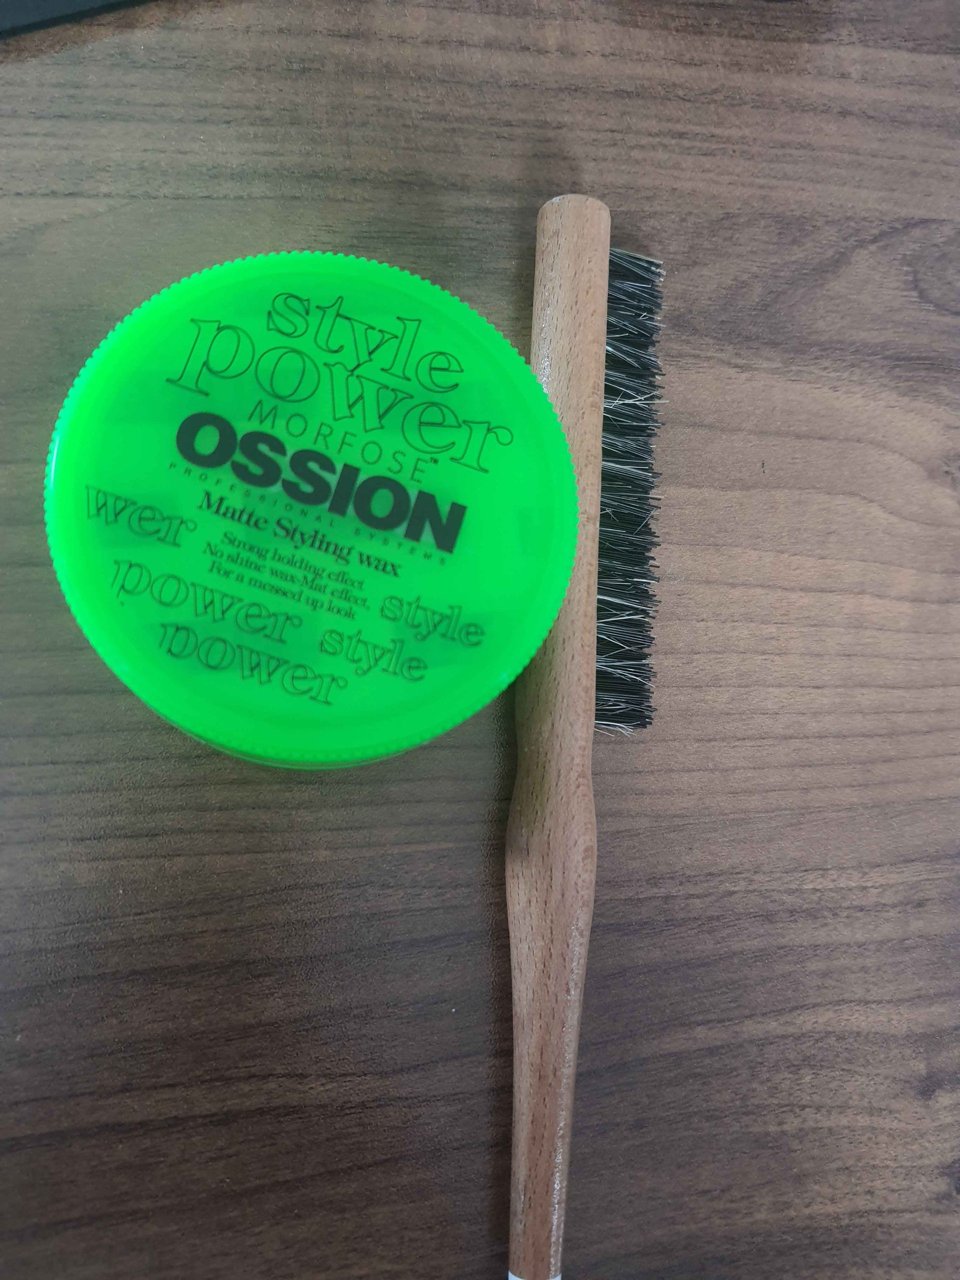 style
power
MORFOSE™
OSSION
PROFESSIONAL SYSTEMS
Matte Styling wax
Strong holding effect
No shine wax-Mat effect,
For a messed up look
wer
style
power
style
power